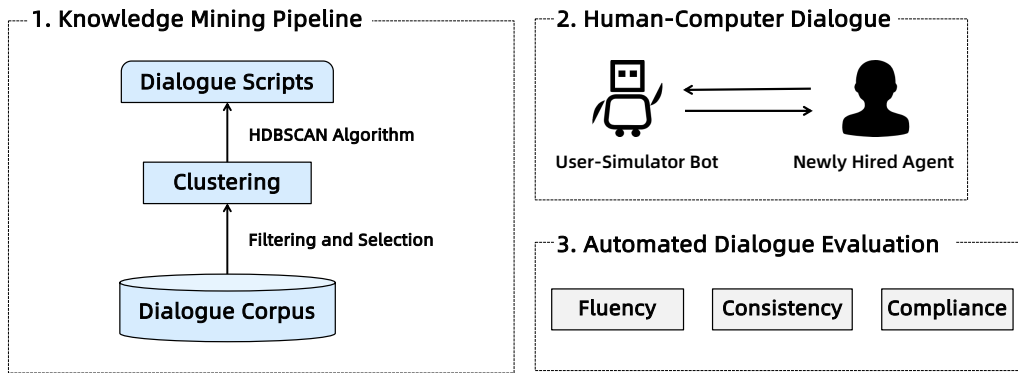 1. Knowledge Mining Pipeline
Dialogue Scripts
HDBSCAN Algorithm
Clustering
Filtering and Selection
Dialogue Corpus
2. Human-Computer Dialogue
User-Simulator Bot
Newly Hired Agent
3. Automated Dialogue Evaluation
Fluency
Consistency
Compliance